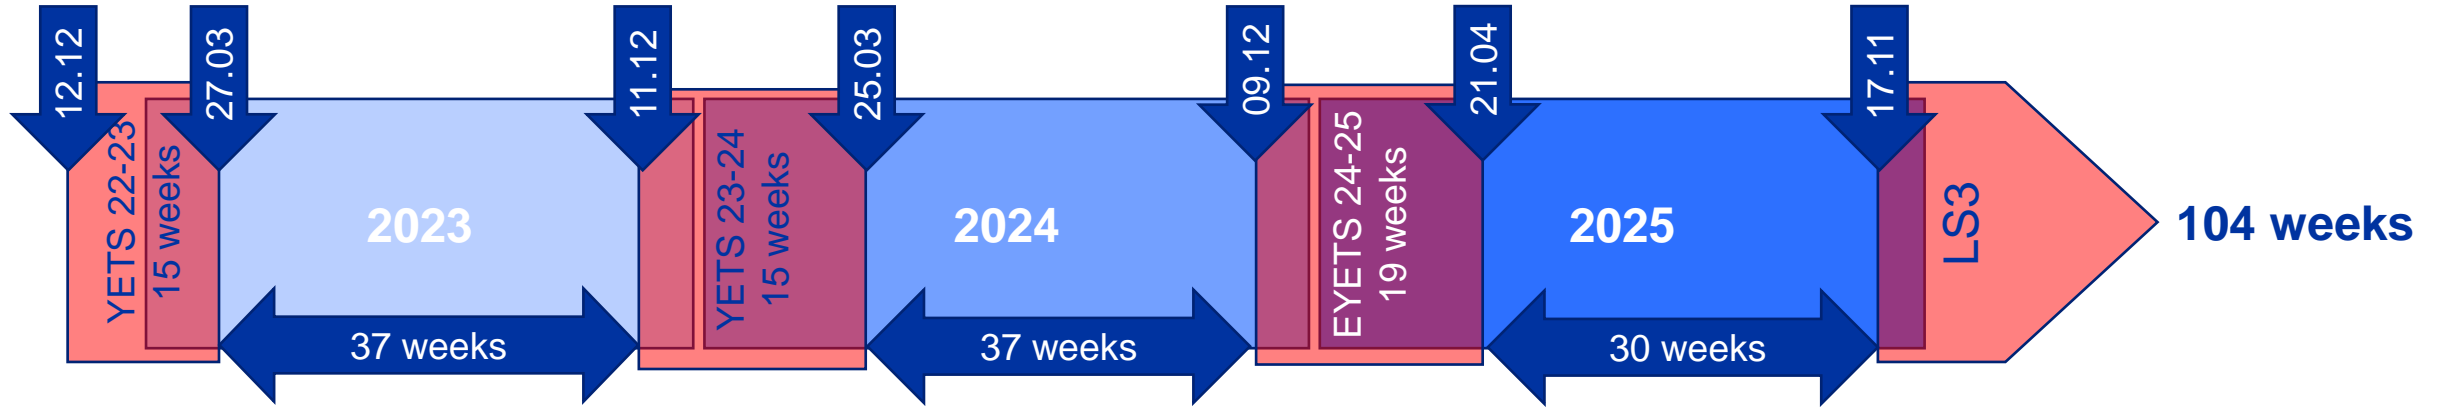 12.12
27.03
11.12
25.03
09.12
21.04
17.11
YETS 22-23
15 weeks
2023
YETS 23-24
15 weeks
2024
EYETS 24-25
19 weeks
2025
LS3
104 weeks
37 weeks
37 weeks
30 weeks